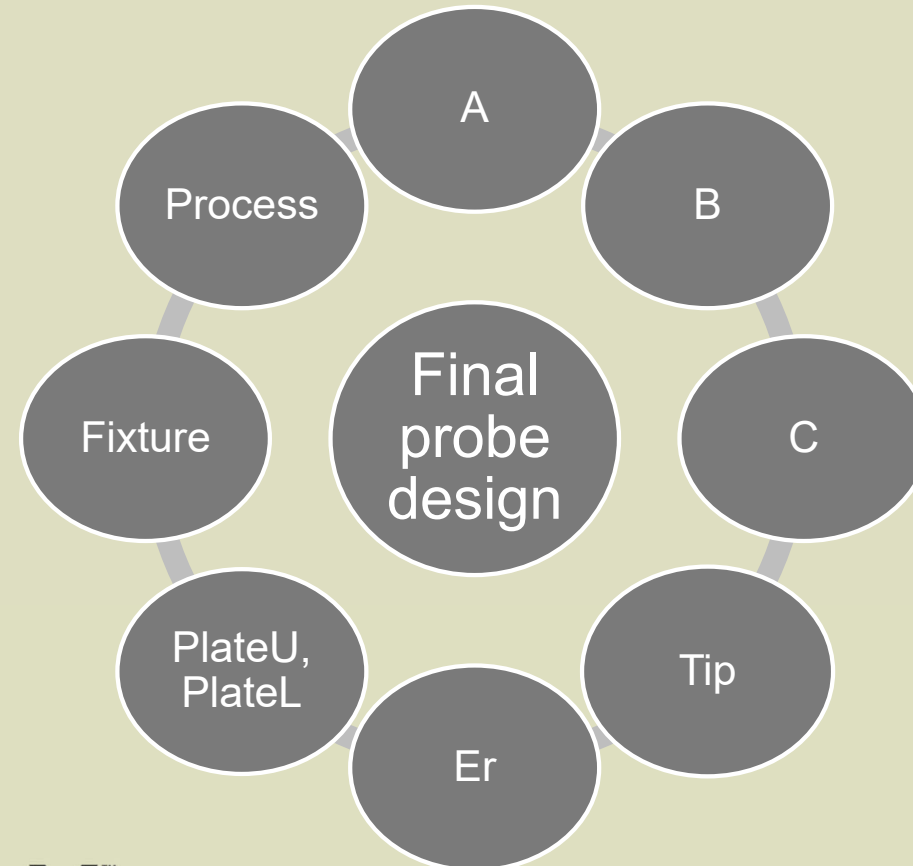 A
B
C
Tip
Er
PlateU,
PlateL
Fixture
Process
Final
probe
design